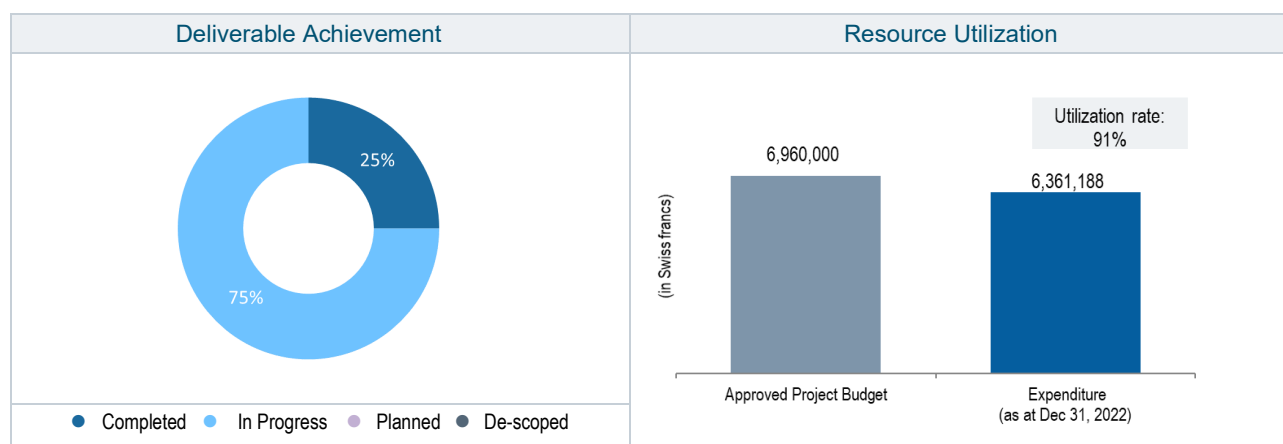 Deliverable Achievement
Resource Utilization
25%
75%
Completed
In Progress
Planned
De-scoped
Utilization rate:
91%
6,960,000
6,361,188
(in Swiss francs)
Approved Project Budget
Expenditure
(as at Dec 31, 2022)